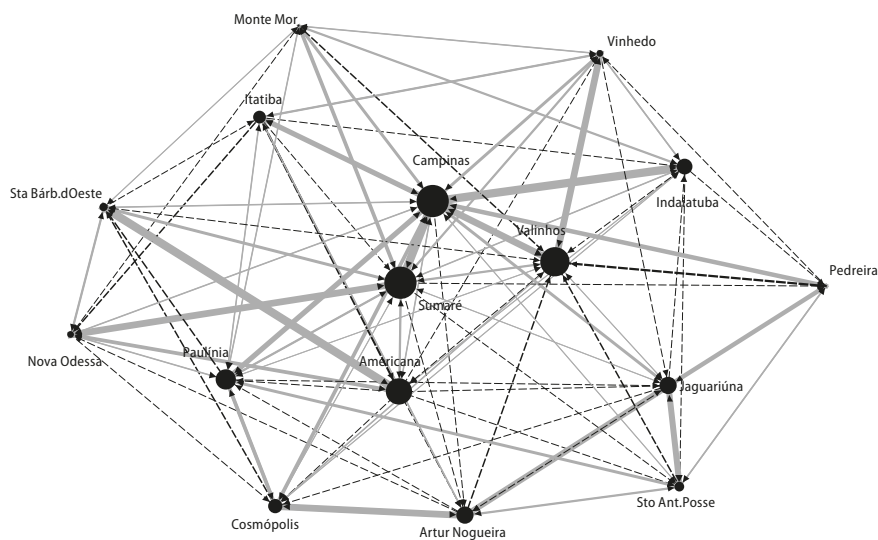 Monte Mor
Vinhedo
Itatiba
Campinas
Sta Bárb.dOeste
Indaiatuba
Valinhos
Pedreira
Sumaré
Nova Odessa
Paulínia
Americana
Jaguariúna
Sto Ant.Posse
Cosmópolis
Artur Nogueira